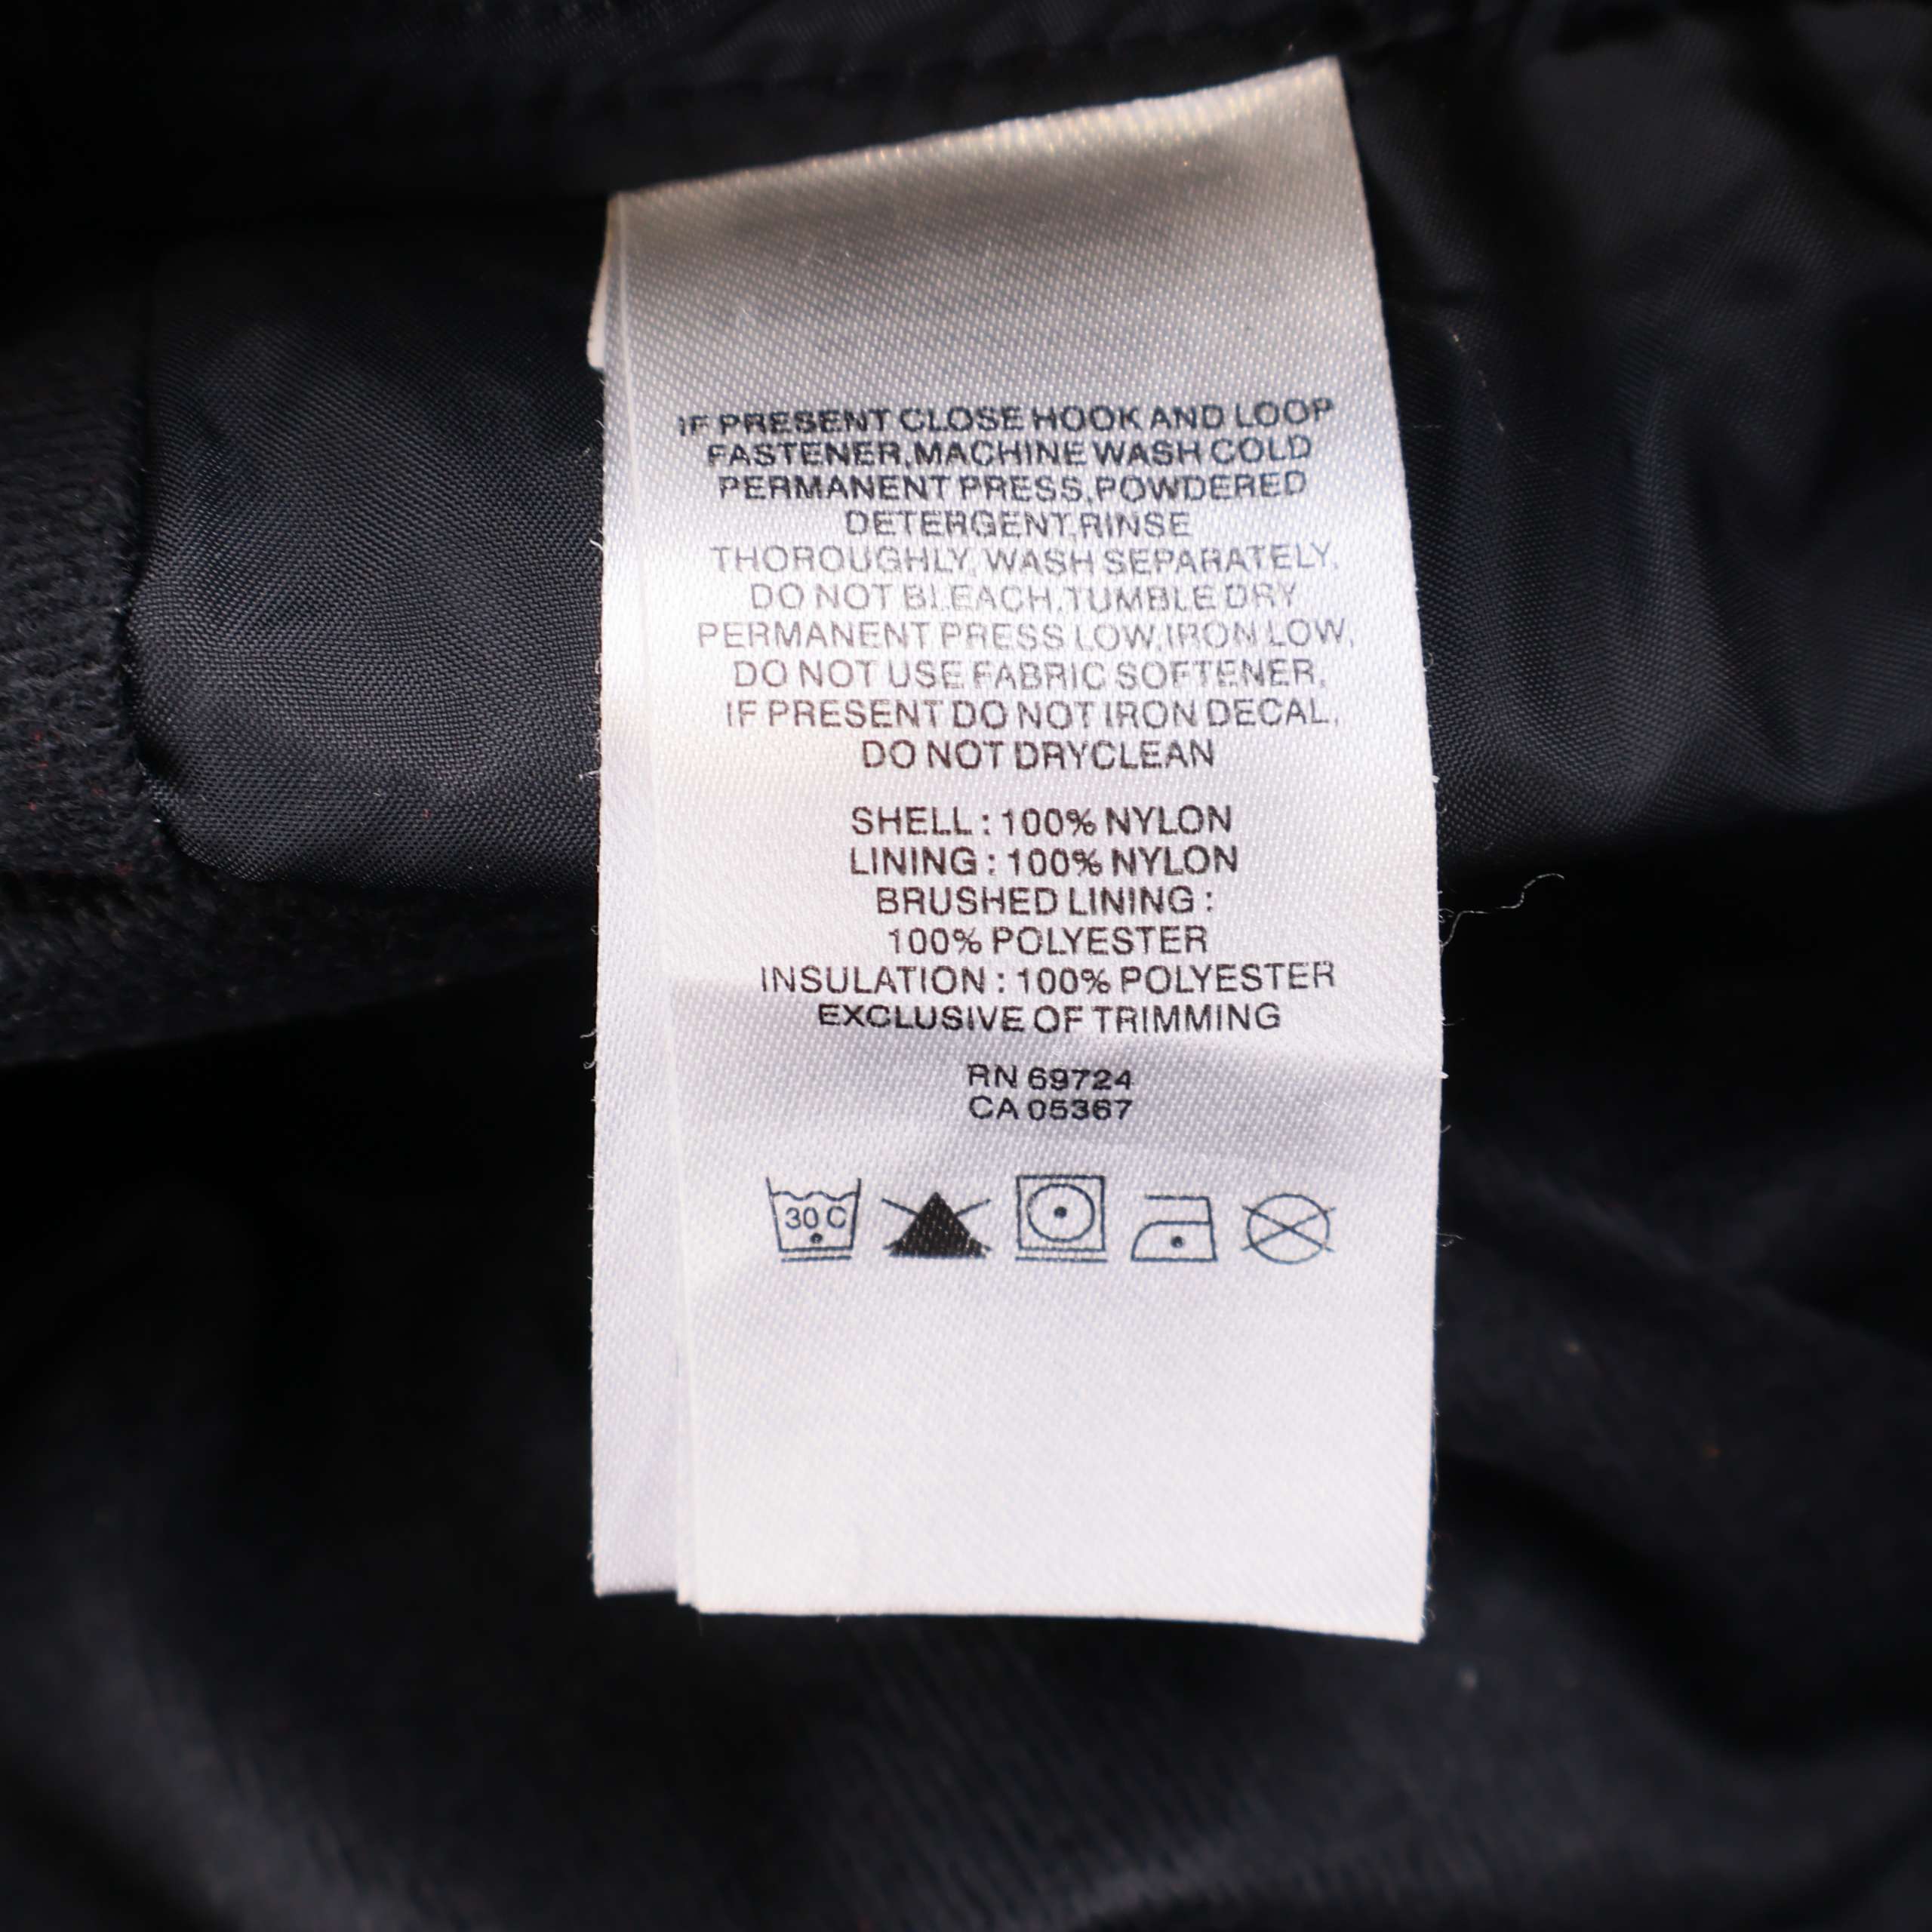 IF PRESENT CLOSE HOOK AND LOOP
FASTENER,MACHINE WASH COLD
PERMANENT PRESS,POWDERED
DETERGENT,RINSE
THOROUGHLY, WASH SEPARATELY,
DO NOT BLEACH,TUMBLE DRY
PERMANENT PRESS LOW,IRON LOW,
DO NOT USE FABRIC SOFTENER,
IF PRESENT DO NOT IRON DECAL,
DO NOT DRYCLEAN
SHELL : 100% NYLON
LINING : 100% NYLON
BRUSHED LINING :
100% POLYESTER
INSULATION : 100% POLYESTER
EXCLUSIVE OF TRIMMING
RN 69724
CA 05367
30 C